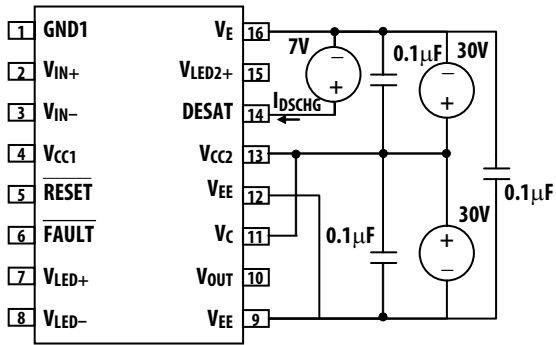 1 GND1
2 VIN+
3 VIN−
4 VCC1
5 RESET
6 FAULT
7 VLED+
8 VLED−
VE 16
VLED2+ 15
DESAT 14
VCC2 13
VEE 12
VC 11
VOUT 10
VEE 9
7V
−
+
IDSCHG
0.1μF
30V
−
+
0.1μF
30V
+
−
0.1μF